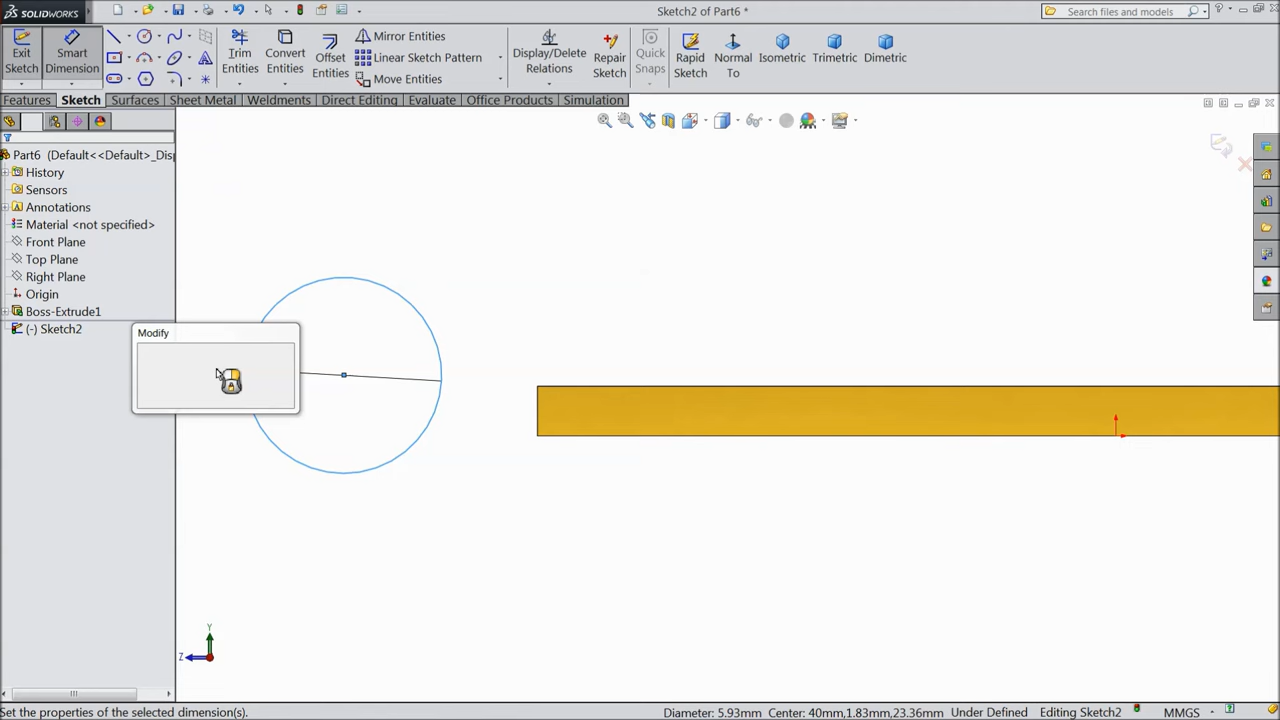 SOLIDWORKS
Sketch2 of Part6 *
Search files and models
Exit Sketch
Smart Dimension
Trim Entities
Convert Entities
Offset Entities
Mirror Entities
Linear Sketch Pattern
Move Entities
Display/Delete Relations
Repair Sketch
Quick Snaps
Rapid Sketch
Normal To
Isometric
Trimetric
Dimetric
Features
Sketch
Surfaces
Sheet Metal
Weldments
Direct Editing
Evaluate
Office Products
Simulation
Part6 (Default<<Default>_Disp
History
Sensors
Annotations
Material <not specified>
Front Plane
Top Plane
Right Plane
Origin
Boss-Extrude1
(-) Sketch2
Modify
Y
Z
Set the properties of the selected dimension(s).
Diameter: 5.93mm
Center: 40mm,1.83mm,23.36mm
Under Defined
Editing Sketch2
MMGS